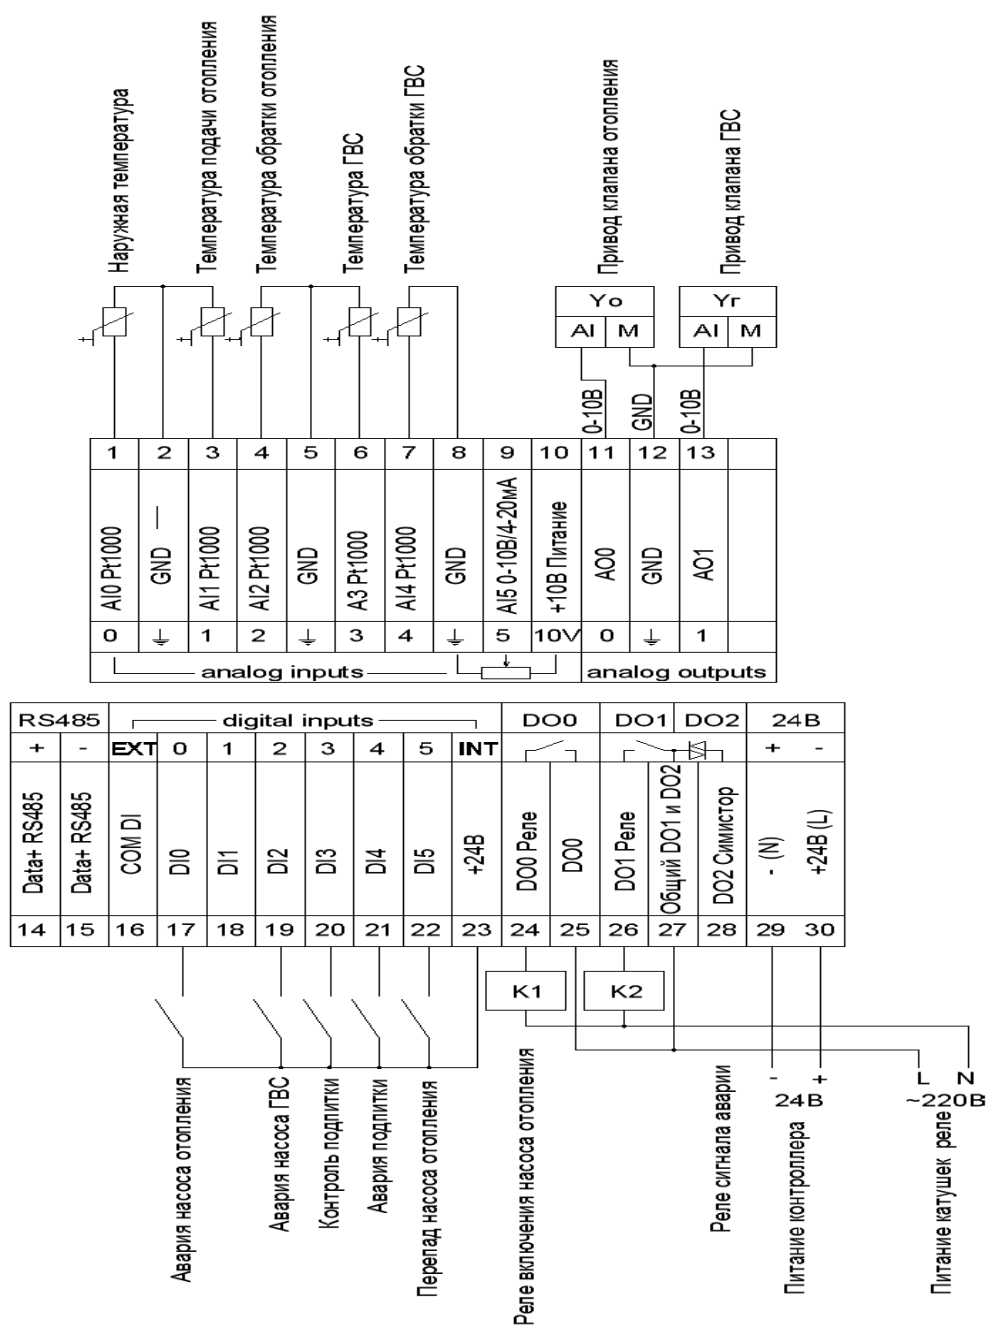 Наружная температура
Температура подачи отопления
Температура обратки отопления
Температура ГВС
Температура обратки ГВС
Привод клапана отопления
Привод клапана ГВС
Yo
Yг
AI M
AI M
0-10В
GND
0-10В
1 2 3 4 5 6 7 8 9 10 11 12 13
AI0 Pt1000
GND
AI1 Pt1000
AI2 Pt1000
GND
A3 Pt1000
AI4 Pt1000
GND
AI5 0-10В/4-20мА
+10В Питание
AO0
GND
AO1
0 1 2 3 4 5 10V 0 1
analog inputs
analog outputs
RS485 digital inputs DO0 DO1 DO2 24В
+ - EXT 0 1 2 3 4 5 INT + -
Data+ RS485
Data+ RS485
COM DI
DI0
DI1
DI2
DI3
DI4
DI5
+24В
DO0 Реле
DO0
DO1 Реле
Общий DO1 и DO2
DO2 Симистор
- (N)
+24В (L)
14 15 16 17 18 19 20 21 22 23 24 25 26 27 28 29 30
K1
K2
Авария насоса отопления
Авария насоса ГВС
Контроль подпитки
Авария подпитки
Перепад насоса отопления
Реле включения насоса отопления
Реле сигнала аварии
- +
24В
Питание контроллера
L N
~220В
Питание катушек реле